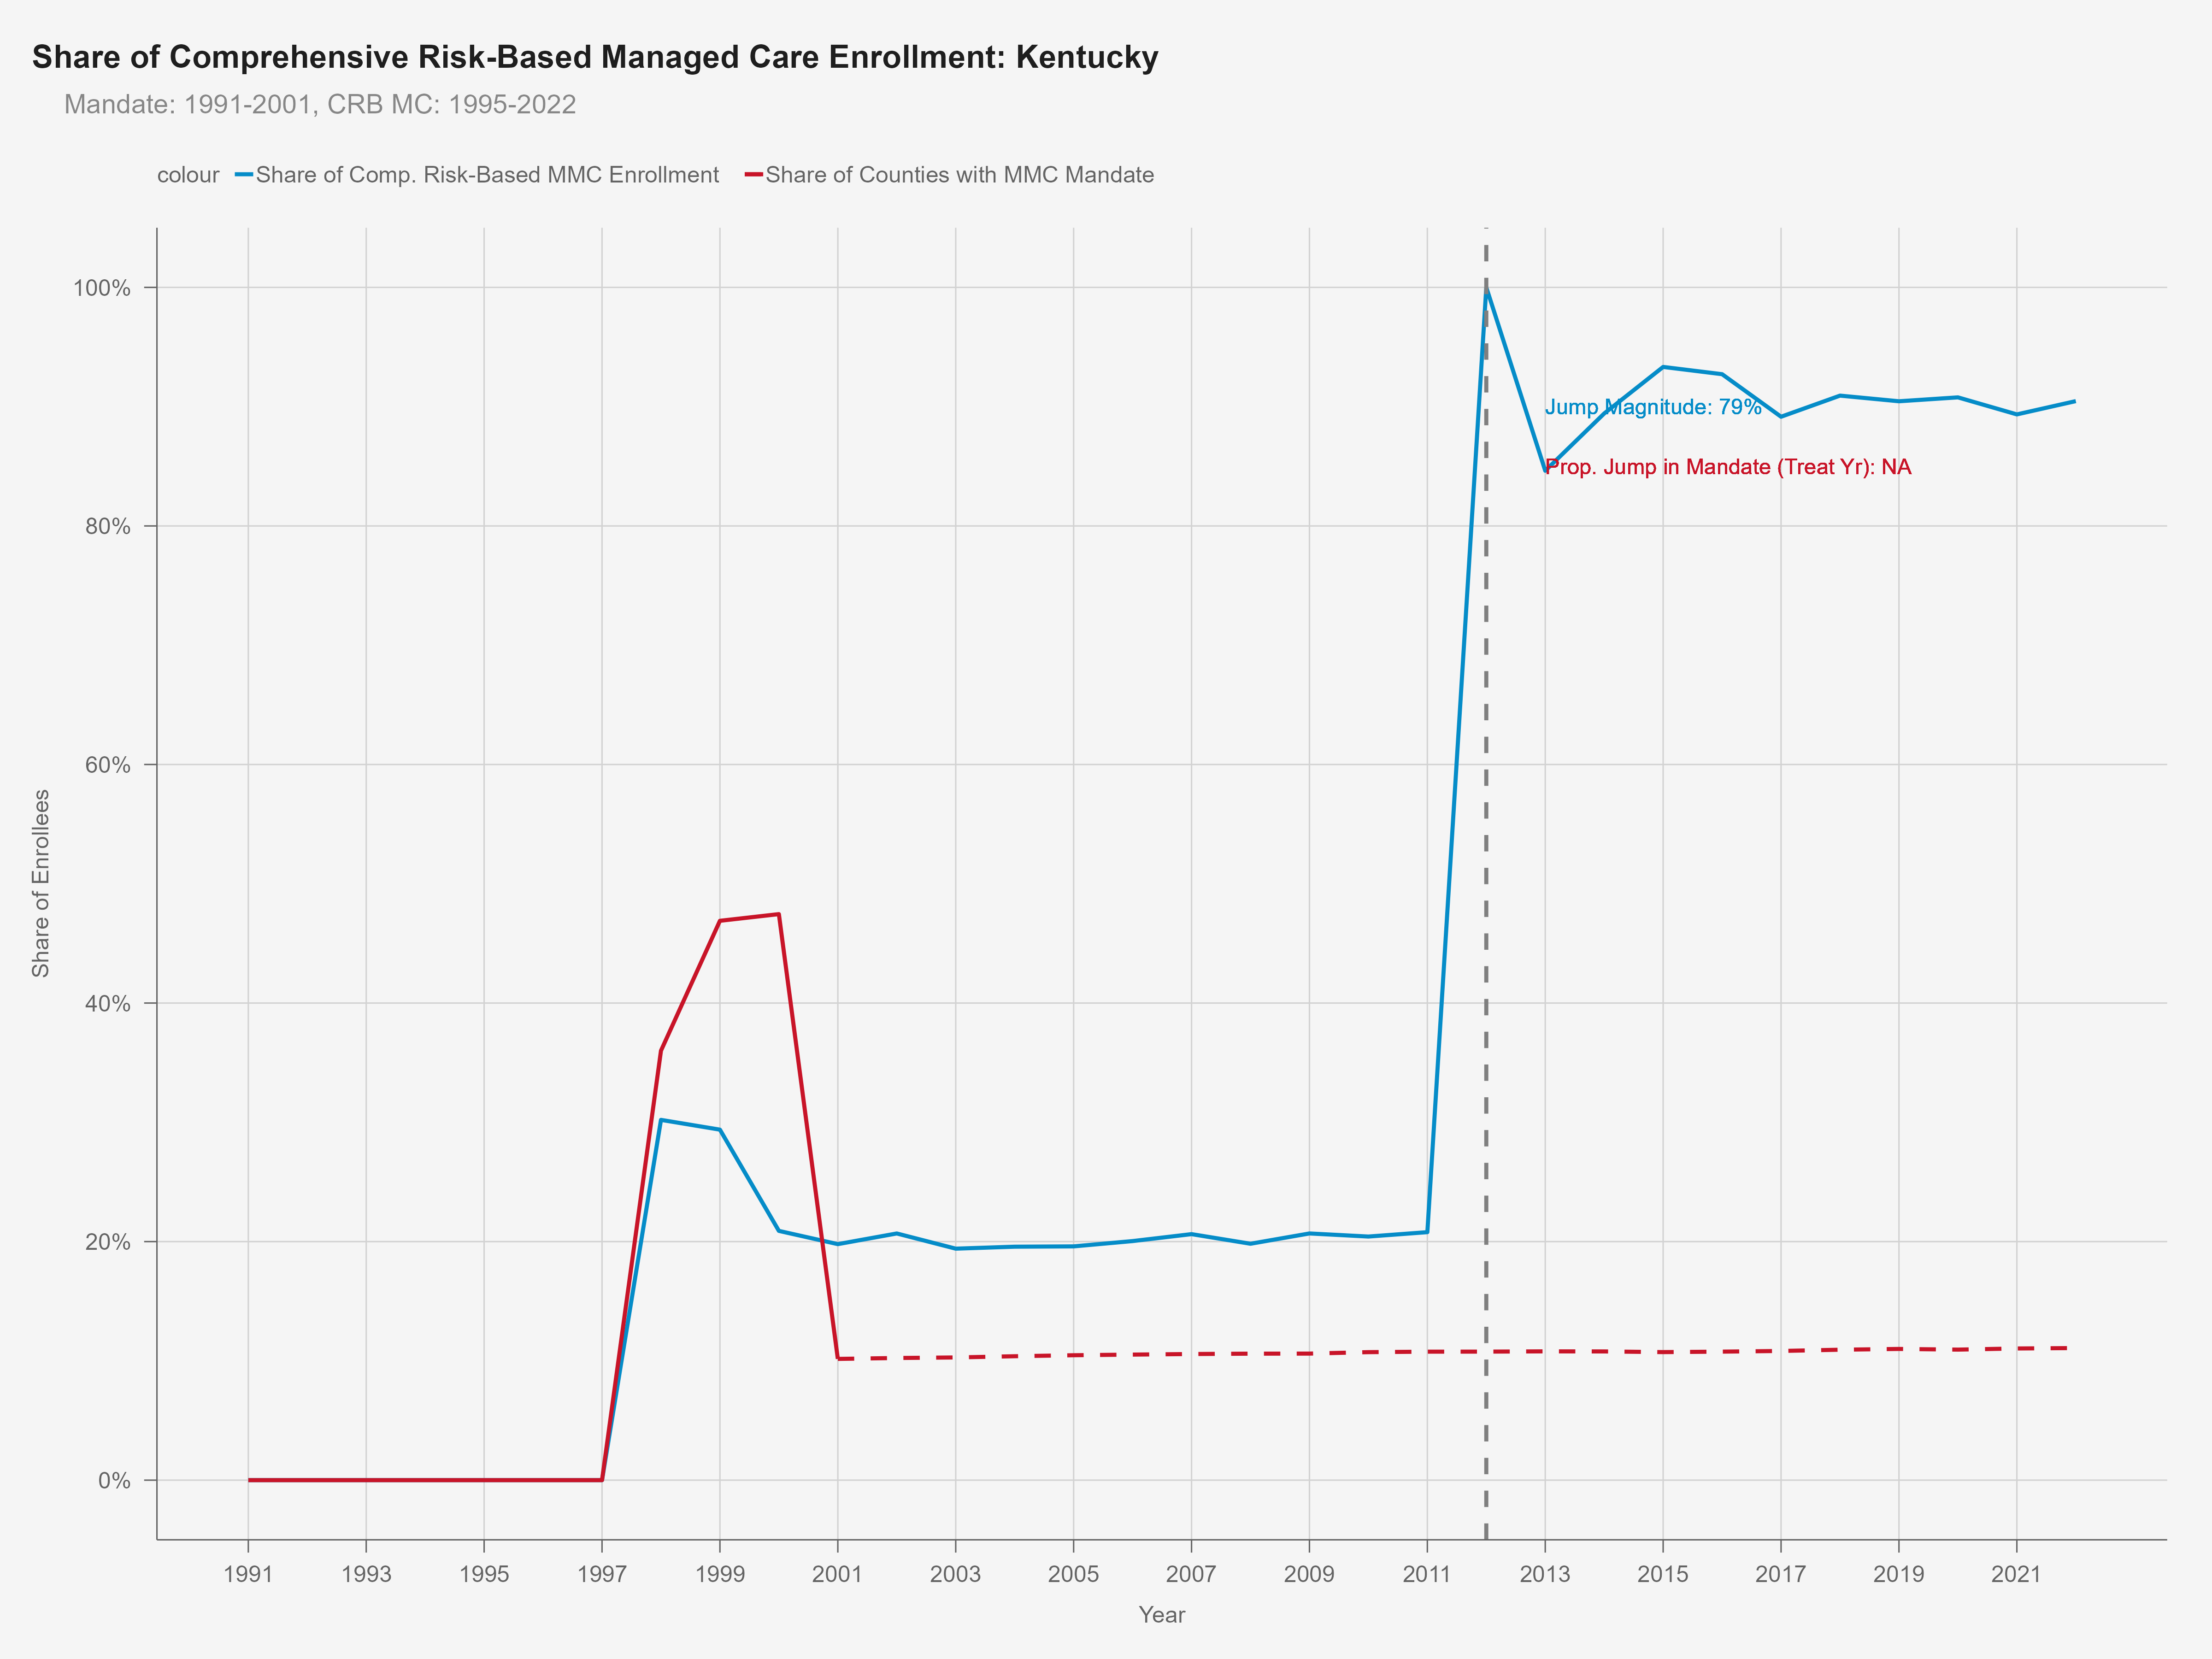 Share of Comprehensive Risk-Based Managed Care Enrollment: Kentucky
Mandate: 1991-2001, CRB MC: 1995-2022
colour Share of Comp. Risk-Based MMC Enrollment Share of Counties with MMC Mandate
100%
Jump Magnitude: 79%
Prop. Jump in Mandate (Treat Yr): NA
80%
60%
Share of Enrollees
40%
20%
0%
1991 1993 1995 1997 1999 2001 2003 2005 2007 2009 2011 2013 2015 2017 2019 2021
Year